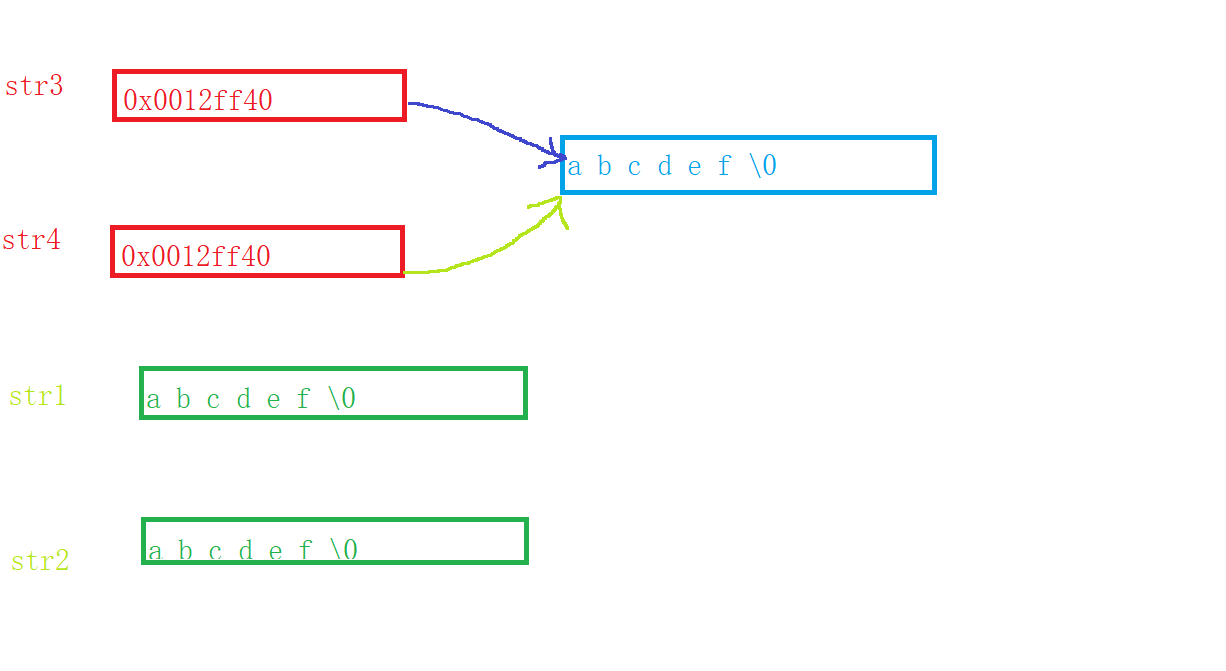 str3
0x0012ff40
a b c d e f \0
str4
0x0012ff40
str1
a b c d e f \0
str2
a b c d e f \0